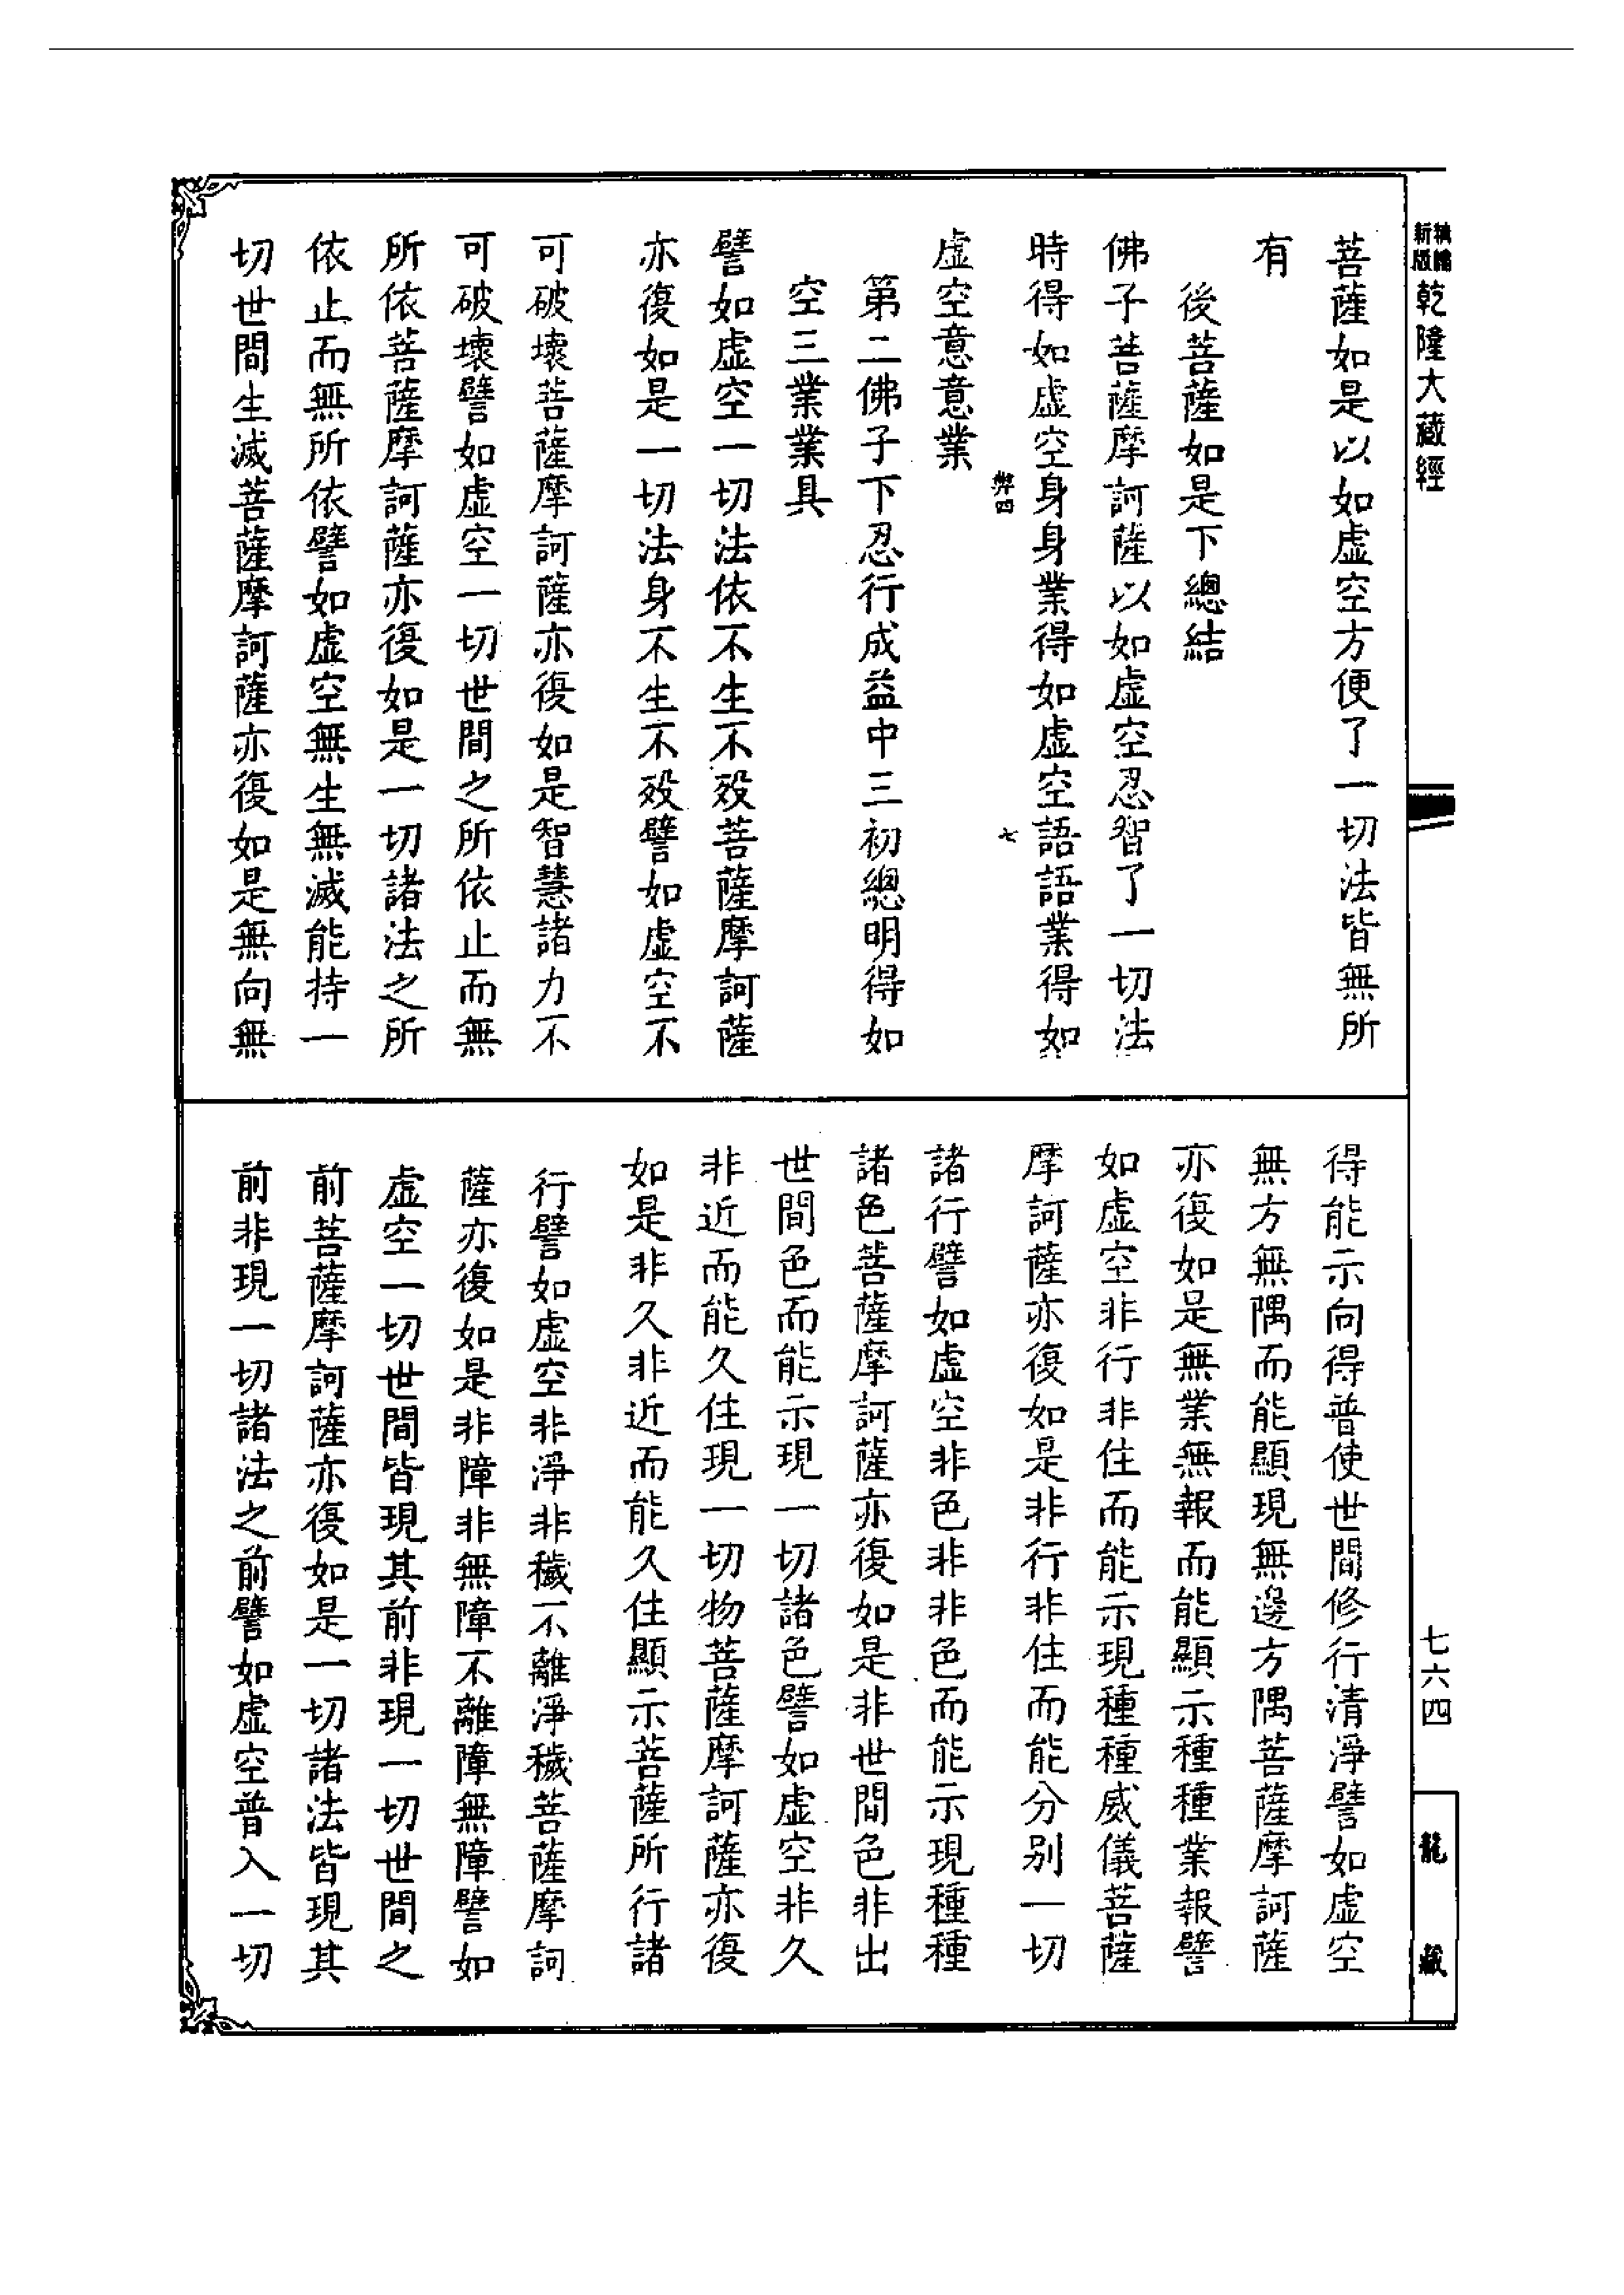 新編
新版
乾隆大藏經
菩薩如是以如虛空方便了一切法皆無所
有
後菩薩如是下總結
佛子菩薩摩訶薩以如虛空忍智了一切法
時得如虛空身身業得如虛空語語業得如
弊四
七
虛空意意業
第二佛子下忍行成益中三初總明得如
空三業業具
譬如虛空一切法依不生不歿菩薩摩訶薩
亦復如是一切法身不生不歿譬如虛空不
可破壞菩薩摩訶薩亦復如是智慧諸力不
可破壞譬如虛空一切世間之所依止而無
所依菩薩摩訶薩亦復如是一切諸法之所
依止而無所依譬如虛空無生無滅能持一
切世間生滅菩薩摩訶薩亦復如是無向無
得能示向得普使世間修行清淨譬如虛空
無方無隅而能顯現無邊方隅菩薩摩訶薩
亦復如是無業無報而能顯示種種業報譬
如虛空非行非住而能示現種種威儀菩薩
摩訶薩亦復如是非行非住而能分別一切
諸行譬如虛空非色非非色而能示現種種
諸色菩薩摩訶薩亦復如是非世間色非出
世間色而能示現一切諸色譬如虛空非久
非近而能久住現一切物菩薩摩訶薩亦復
如是非久非近而能久住顯示菩薩所行諸
行譬如虛空非淨非穢不離淨穢菩薩摩訶
薩亦復如是非障非無障不離障無障譬如
虛空一切世間皆現其前非現一切世間之
前菩薩摩訶薩亦復如是一切諸法皆現其
前非現一切諸法之前譬如虛空普入一切
七六四
龍藏